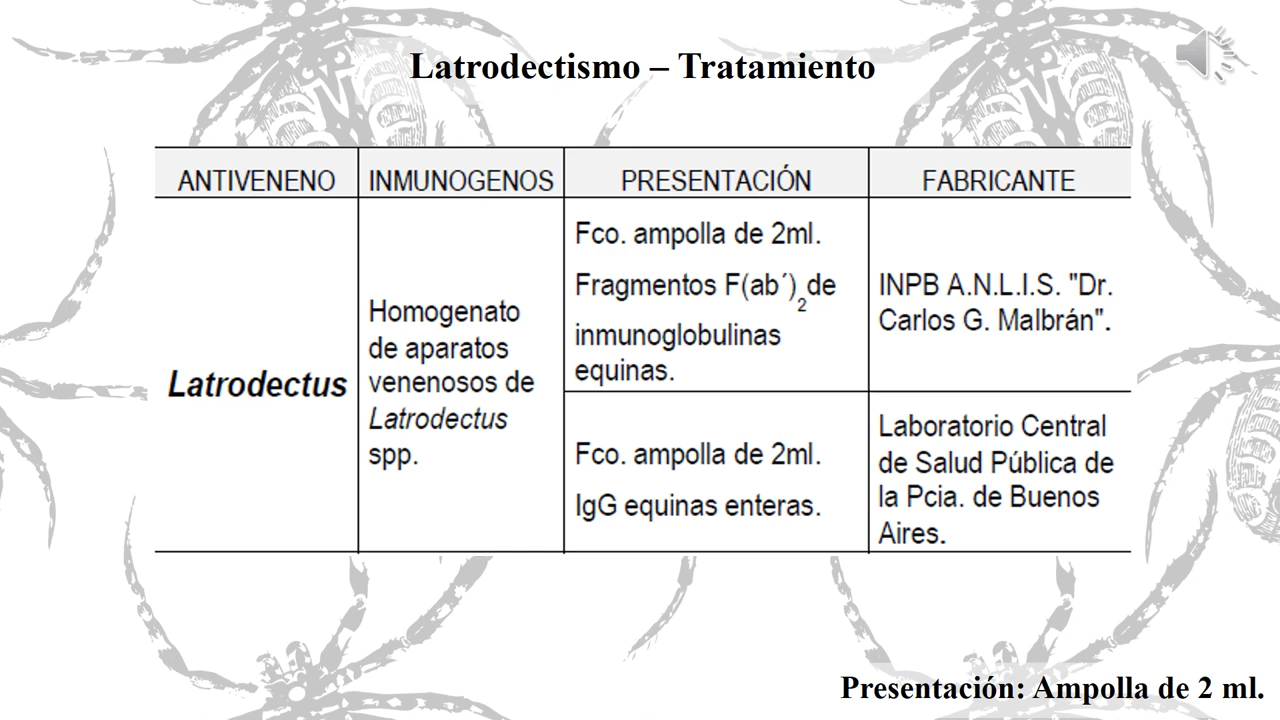 Latrodectismo – Tratamiento
ANTIVENENO
INMUNOGENOS
PRESENTACIÓN
FABRICANTE
Latrodectus
Homogenato
de aparatos
venenosos de
Latrodectus
spp.
Fco. ampolla de 2ml.
Fragmentos F(ab´)2 de
inmunoglobulinas
equinas.
INPB A.N.L.I.S. "Dr.
Carlos G. Malbrán".
Fco. ampolla de 2ml.
IgG equinas enteras.
Laboratorio Central
de Salud Pública de
la Pcia. de Buenos
Aires.
Presentación: Ampolla de 2 ml.